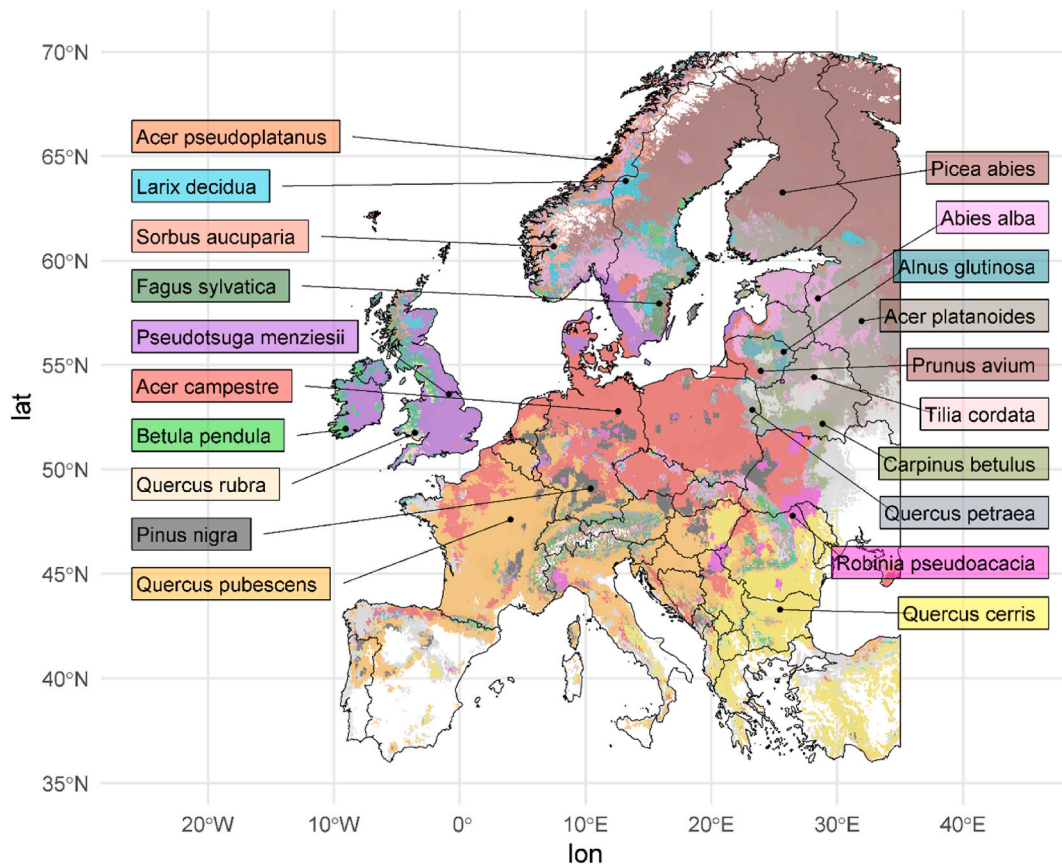 70°N
65°N
60°N
55°N
50°N
45°N
40°N
35°N
lat
Acer pseudoplatanus
Larix decidua
Sorbus aucuparia
Fagus sylvatica
Pseudotsuga menziesii
Acer campestre
Betula pendula
Quercus rubra
Pinus nigra
Quercus pubescens
Picea abies
Abies alba
Alnus glutinosa
Acer platanoides
Prunus avium
Tilia cordata
Carpinus betulus
Quercus petraea
Robinia pseudoacacia
Quercus cerris
20°W
10°W
0°
10°E
20°E
30°E
40°E
lon